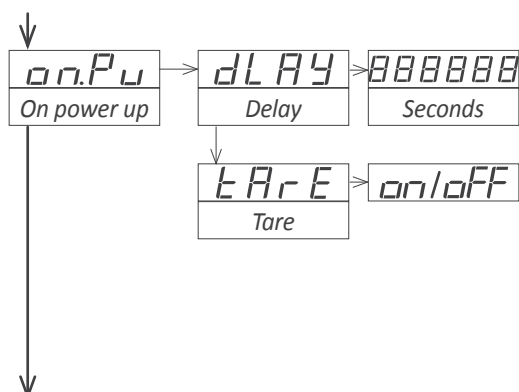 on.Pu
On power up
dLAY
Delay
888888
Seconds
tArE
Tare
on/oFF